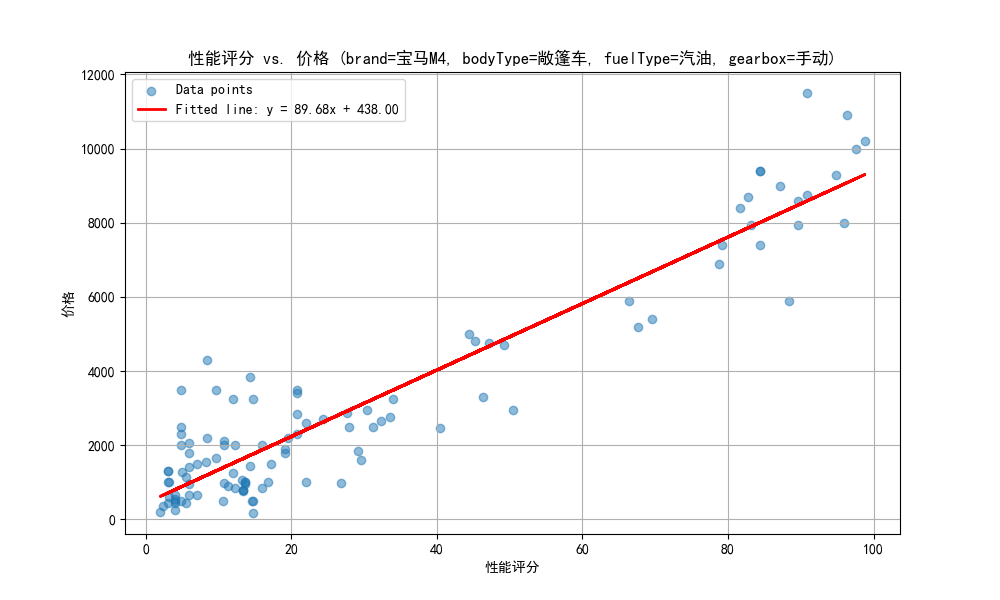 性能评分 vs. 价格 (brand=宝马M4, bodyType=敞篷车, fuelType=汽油, gearbox=手动)
Data points
Fitted line: y = 89.68x + 438.00
12000
10000
8000
6000
4000
2000
0
价格
0 20 40 60 80 100
性能评分